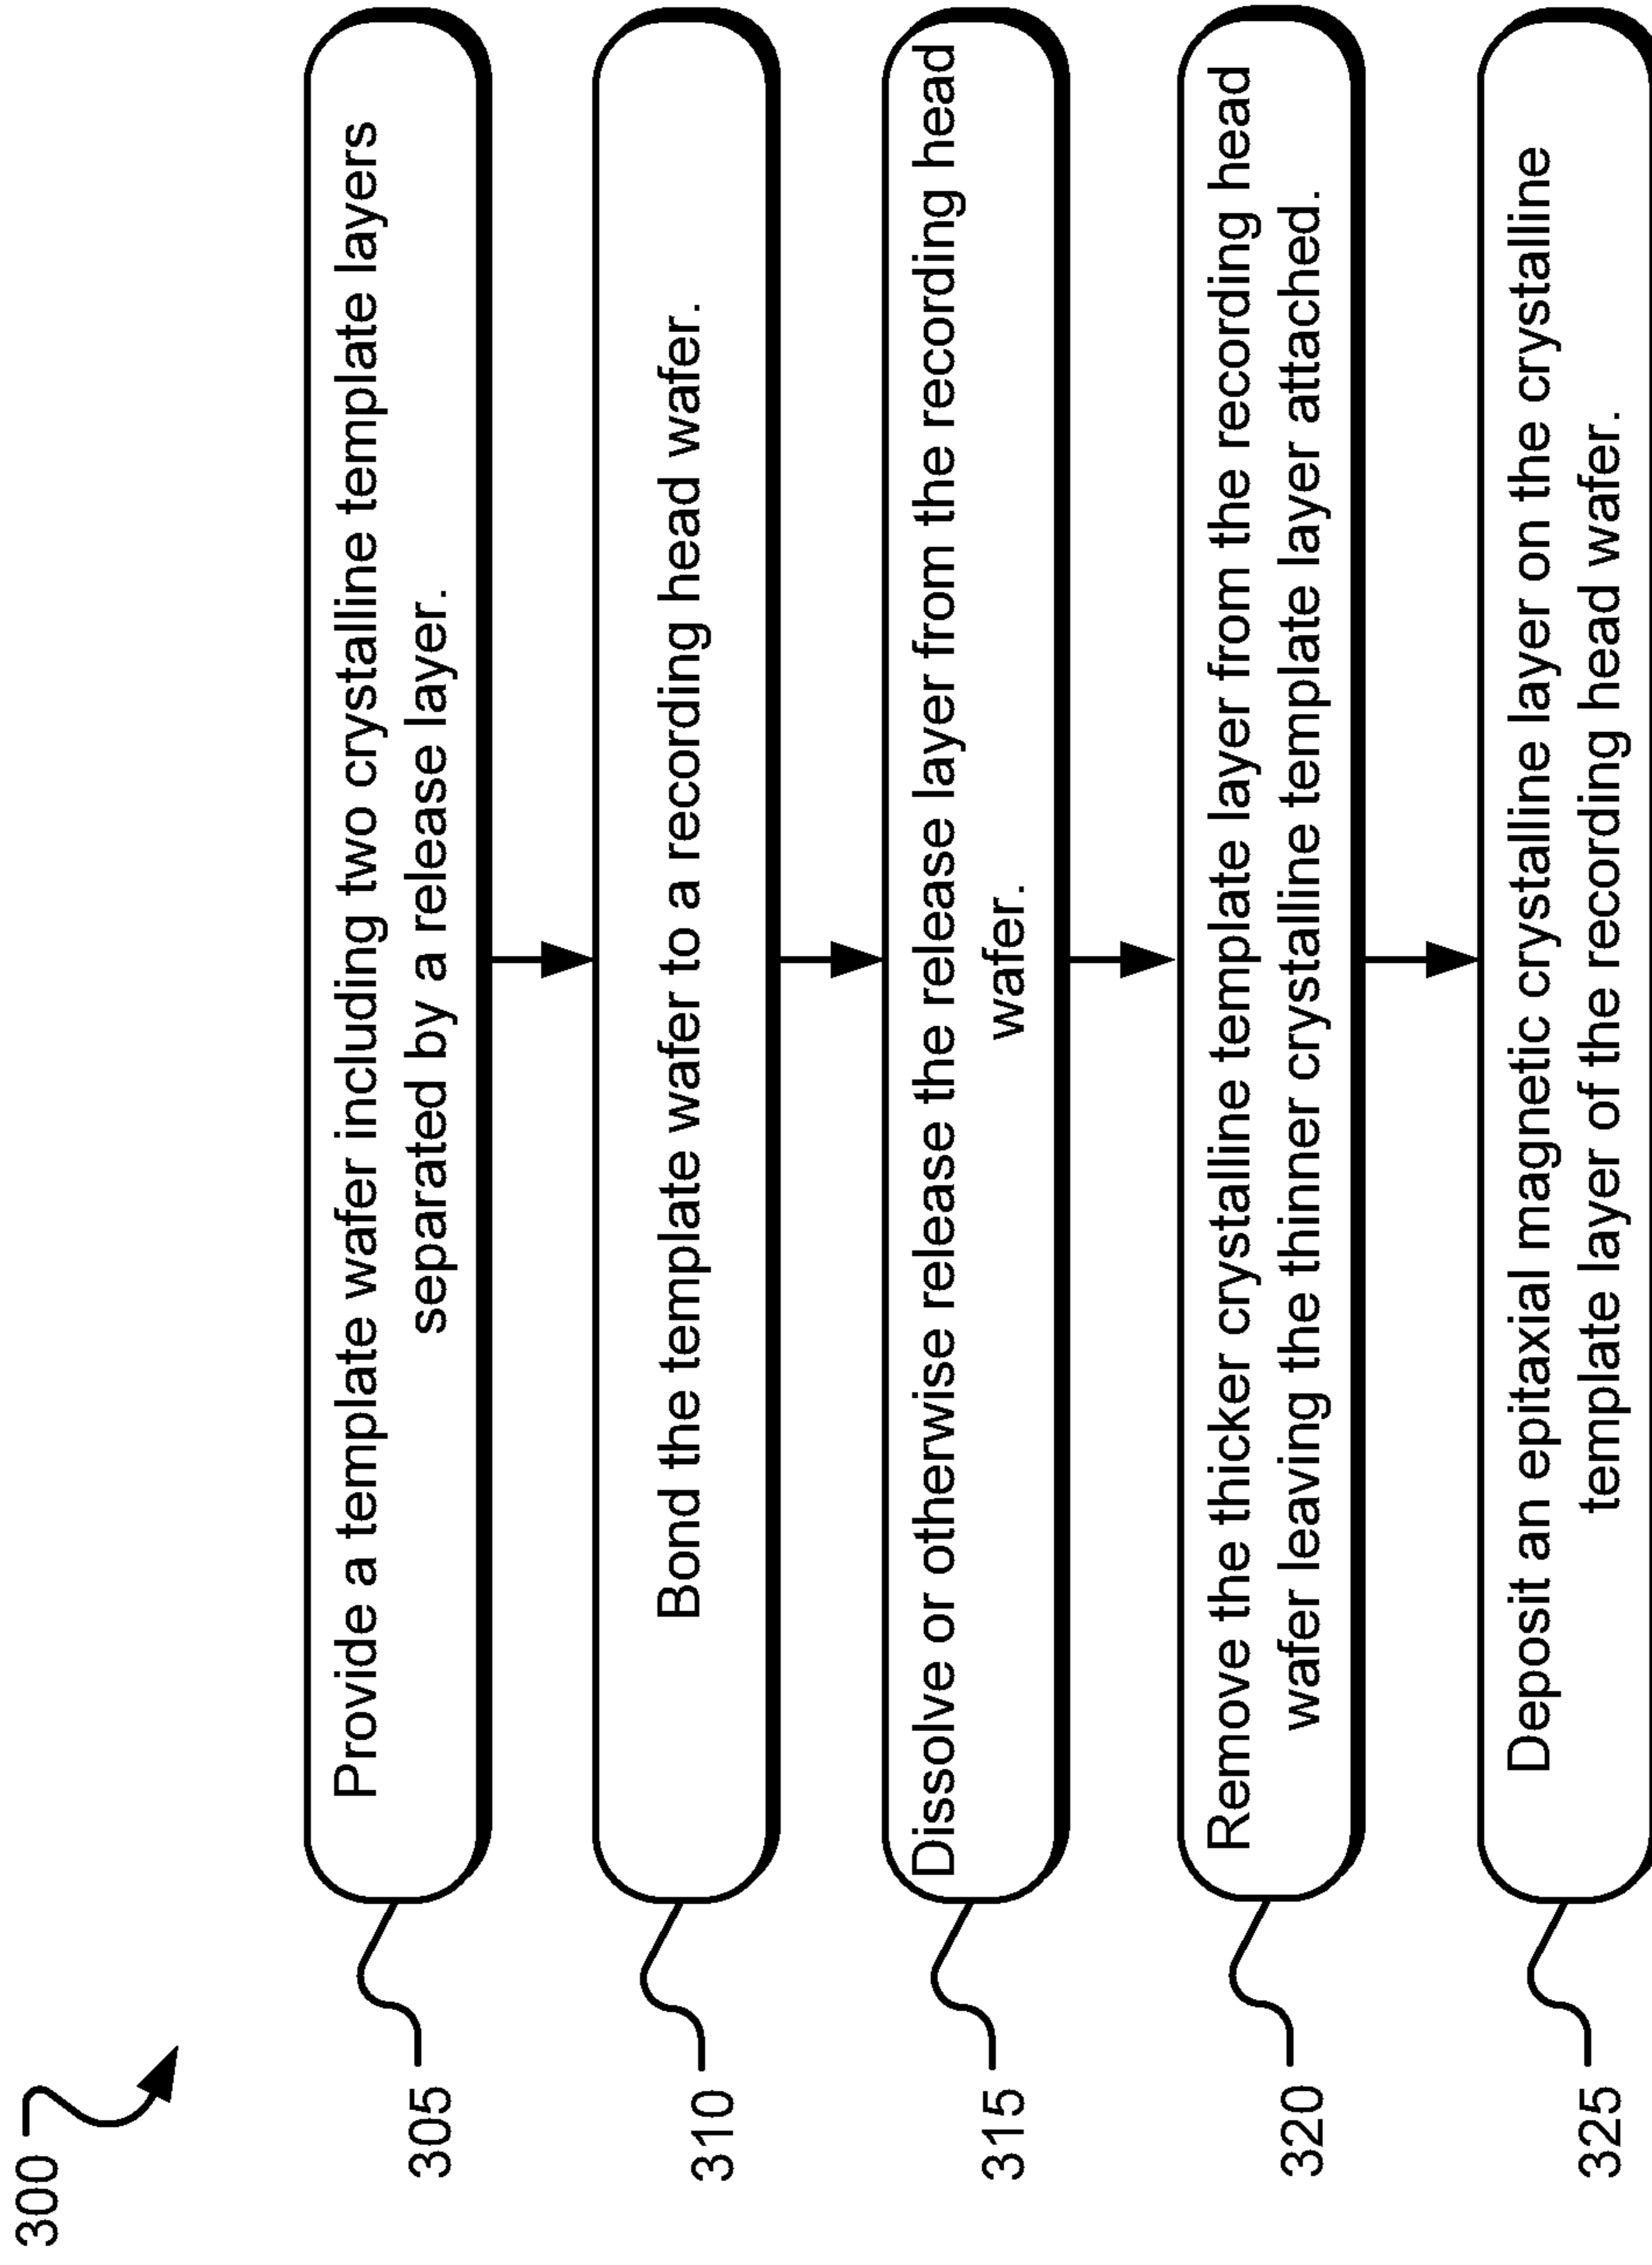 300
305
Provide a template wafer including two crystalline template layers
separated by a release layer.
310
Bond the template wafer to a recording head wafer.
315
Dissolve or otherwise release the release layer from the recording head
wafer.
320
Remove the thicker crystalline template layer from the recording head
wafer leaving the thinner crystalline template layer attached.
325
Deposit an epitaxial magnetic crystalline layer on the crystalline
template layer of the recording head wafer.